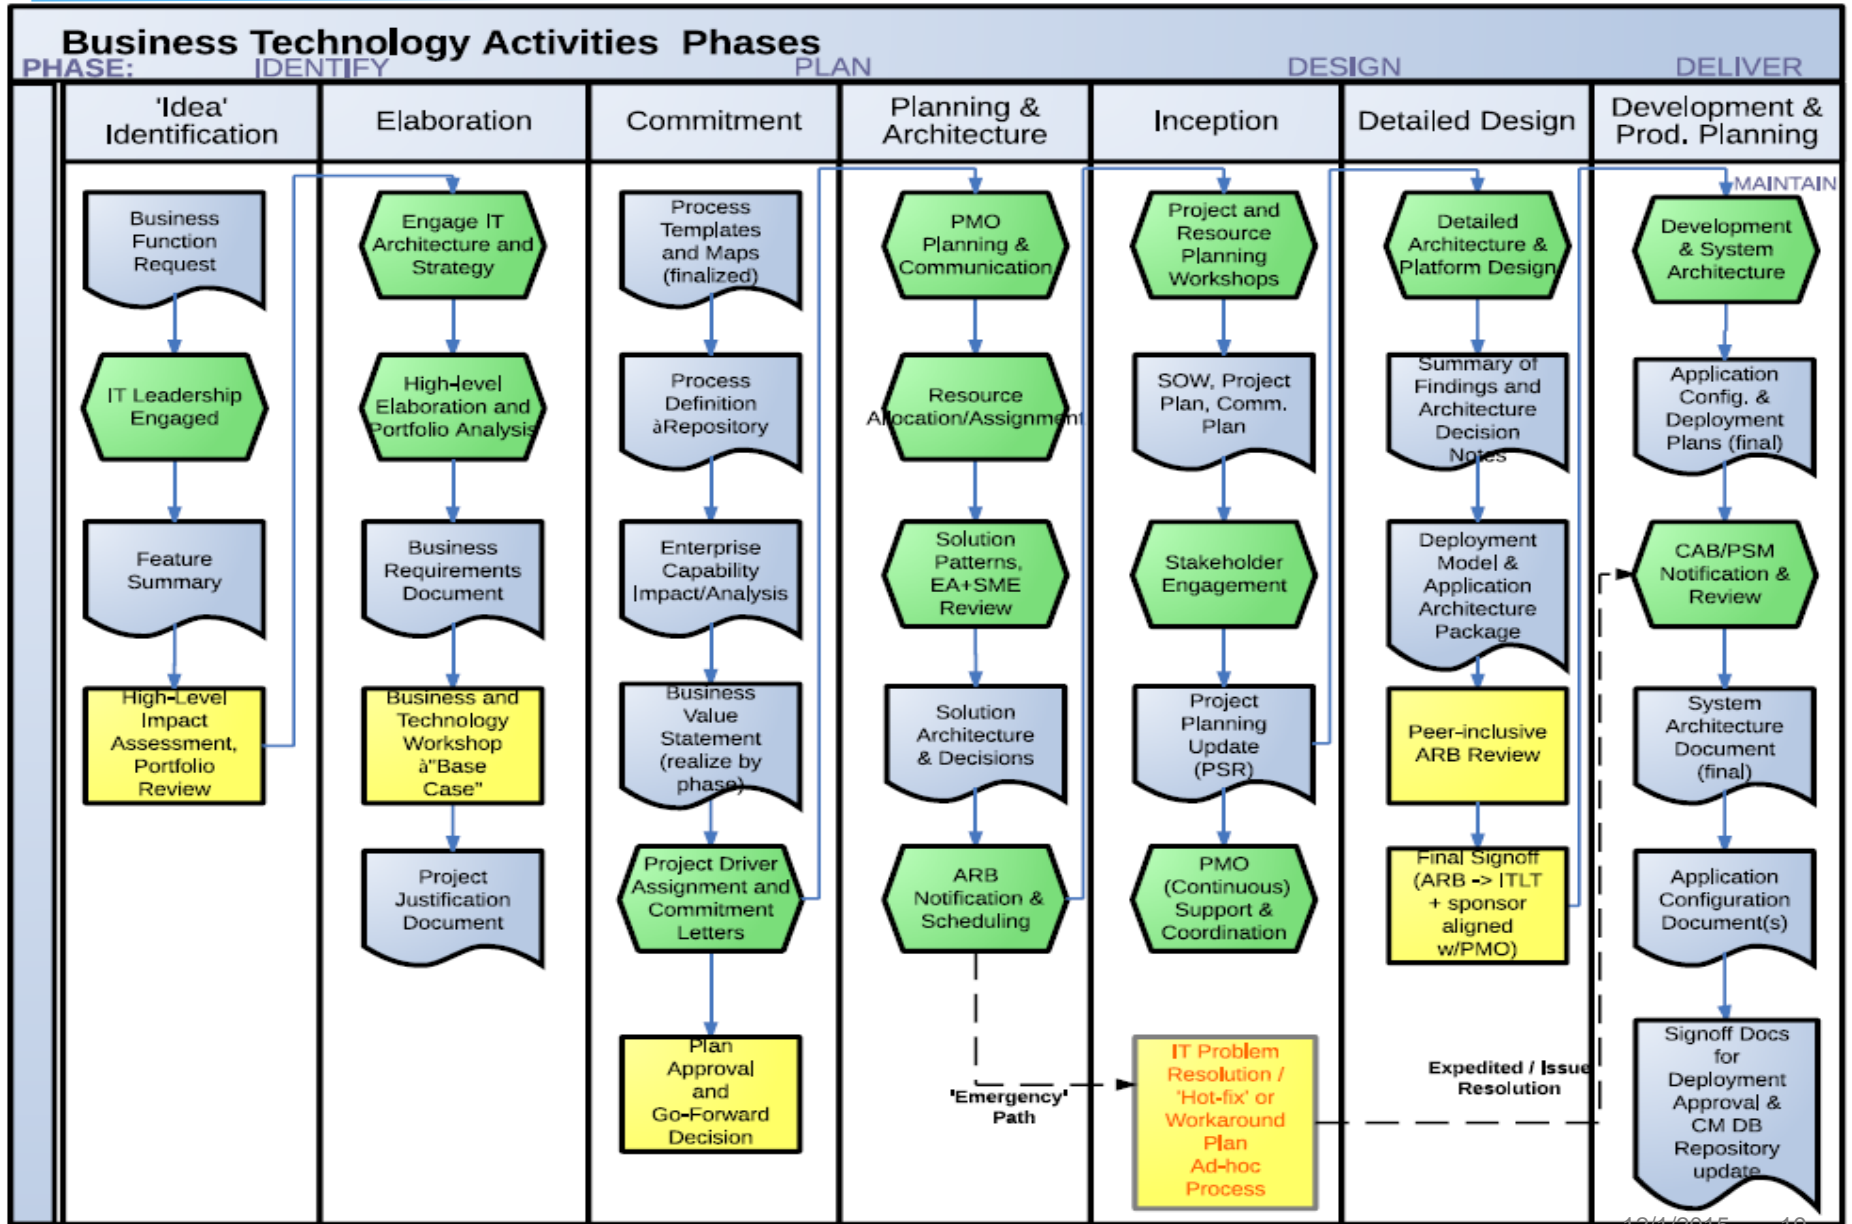 Business Technology Activities Phases
PHASE: IDENTIFY PLAN DESIGN DELIVER
'Idea'
Identification
Elaboration
Commitment
Planning &
Architecture
Inception
Detailed Design
Development &
Prod. Planning
MAINTAIN
Business
Function
Request
IT Leadership
Engaged
Feature
Summary
High-Level
Impact
Assessment,
Portfolio
Review
Engage IT
Architecture and
Strategy
High-level
Elaboration and
Portfolio Analysis
Business
Requirements
Document
Business and
Technology
Workshop
à"Base
Case"
Project
Justification
Document
Process
Templates
and Maps
(finalized)
Process
Definition
àRepository
Enterprise
Capability
Impact/Analysis
Business
Value
Statement
(realize by
phase)
Project Driver
Assignment and
Commitment
Letters
Plan
Approval
and
Go-Forward
Decision
PMO
Planning &
Communication
Resource
Allocation/Assignment
Solution
Patterns,
EA+SME
Review
Solution
Architecture
& Decisions
ARB
Notification &
Scheduling
'Emergency'
Path
Project and
Resource
Planning
Workshops
SOW, Project
Plan, Comm.
Plan
Stakeholder
Engagement
Project
Planning
Update
(PSR)
PMO
(Continuous)
Support &
Coordination
IT Problem
Resolution /
'Hot-fix' or
Workaround
Plan
Ad-hoc
Process
Detailed
Architecture &
Platform Design
Summary of
Findings and
Architecture
Decision
Notes
Deployment
Model &
Application
Architecture
Package
Peer-inclusive
ARB Review
Final Signoff
(ARB -> ITLT
+ sponsor
aligned
w/PMO)
Expedited / Issue
Resolution
Development
& System
Architecture
Application
Config. &
Deployment
Plans (final)
CAB/PSM
Notification &
Review
System
Architecture
Document
(final)
Application
Configuration
Document(s)
Signoff Docs
for
Deployment
Approval &
CM DB
Repository
update